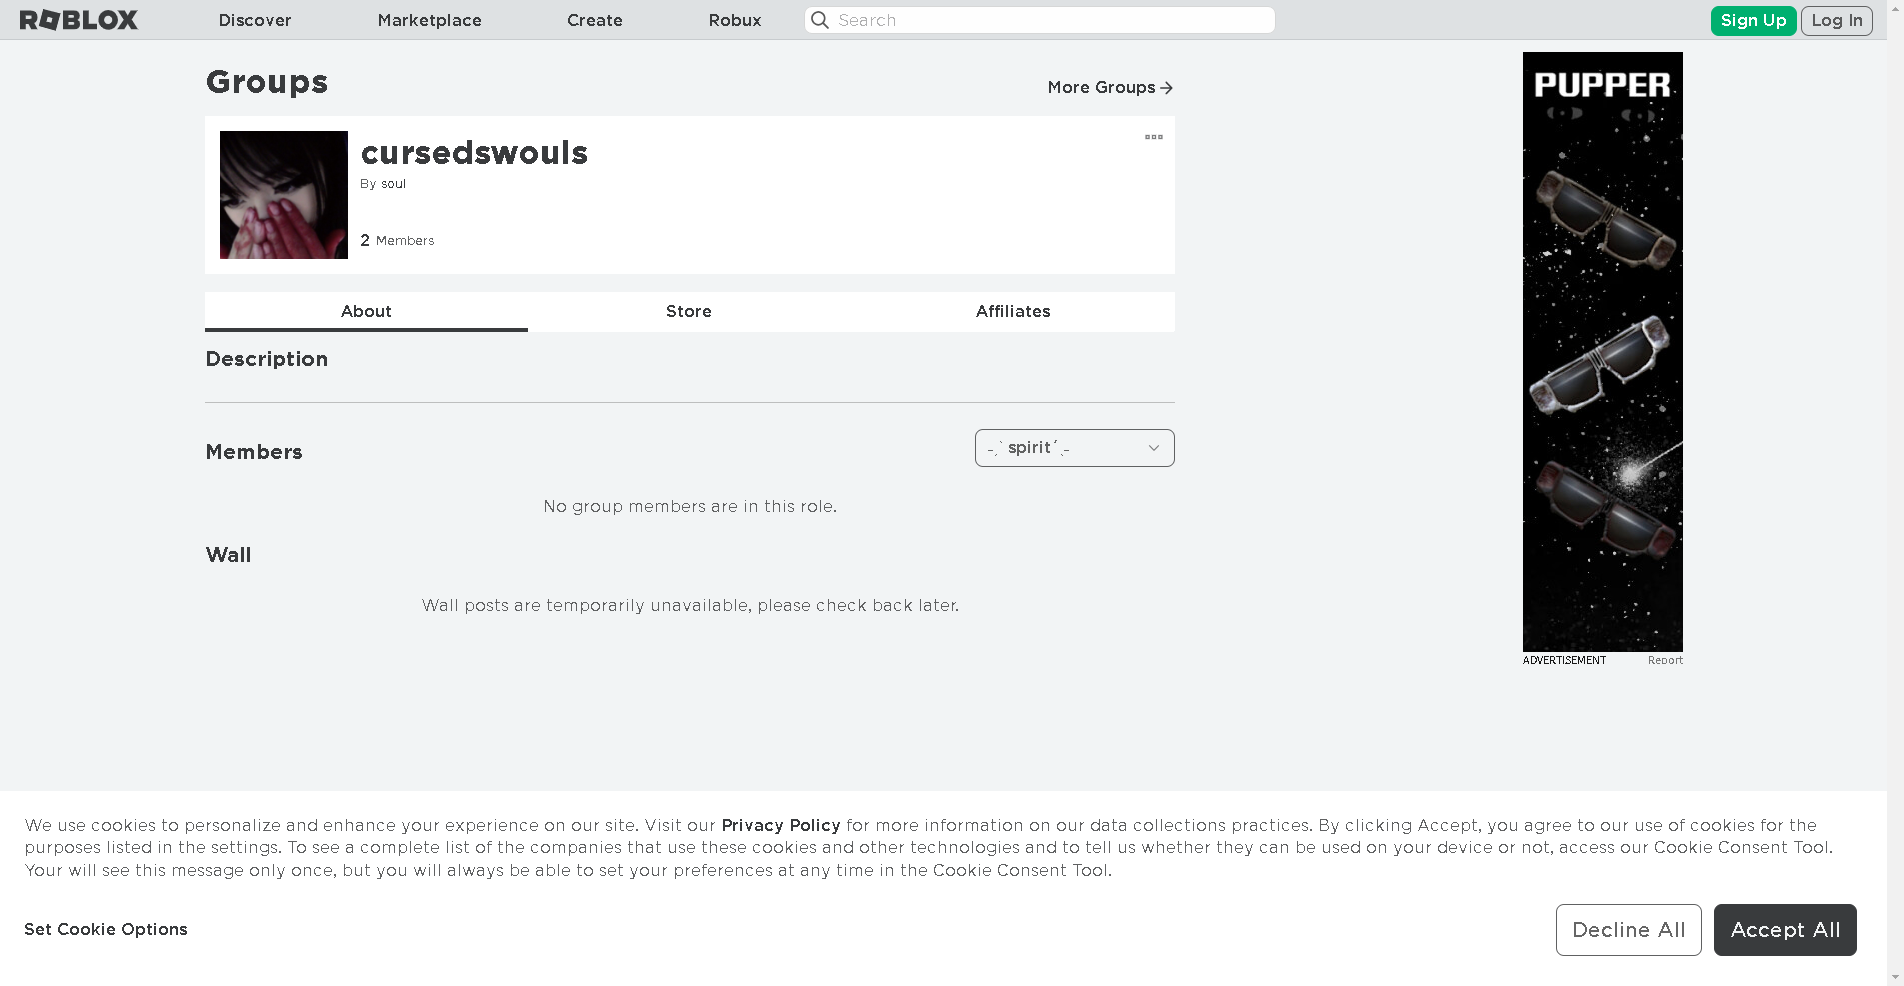 ROBLOX Discover Marketplace Create Robux Search Sign Up Log In
Groups
More Groups
cursedswouls
By soul
2 Members
About Store Affiliates
Description
Members
-ˏˋ spirit ˊˎ-
No group members are in this role.
Wall
Wall posts are temporarily unavailable, please check back later.
PUPPER
ADVERTISEMENT Report
We use cookies to personalize and enhance your experience on our site. Visit our Privacy Policy for more information on our data collections practices. By clicking Accept, you agree to our use of cookies for the
purposes listed in the settings. To see a complete list of the companies that use these cookies and other technologies and to tell us whether they can be used on your device or not, access our Cookie Consent Tool.
Your will see this message only once, but you will always be able to set your preferences at any time in the Cookie Consent Tool.
Set Cookie Options
Decline All Accept All